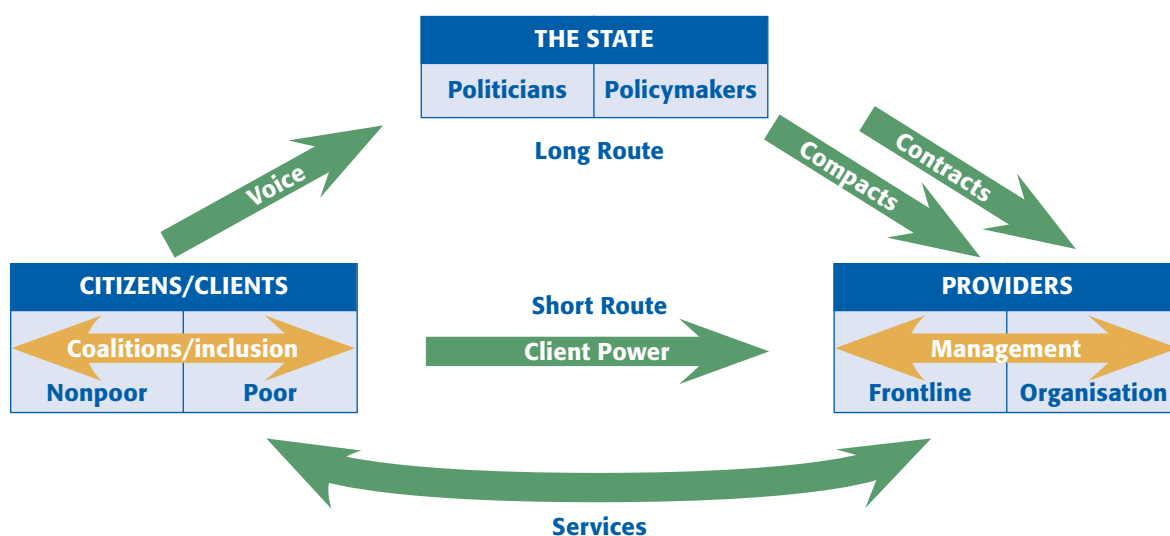 THE STATE
Politicians
Policymakers
Long Route
Voice
Compacts
Contracts
CITIZENS/CLIENTS
Coalitions/inclusion
Nonpoor
Poor
Short Route
Client Power
PROVIDERS
Management
Frontline
Organisation
Services